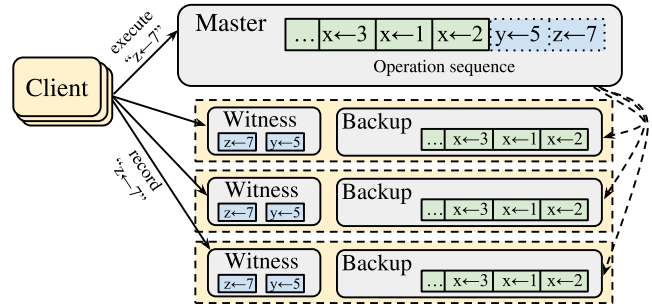 Master
… x←3 x←1 x←2 y←5 z←7
Operation sequence
execute
“z←7”
Client
record
“z←7”
Witness
z←7 y←5
Backup
… x←3 x←1 x←2
Witness
z←7 y←5
Backup
… x←3 x←1 x←2
Witness
z←7 y←5
Backup
… x←3 x←1 x←2